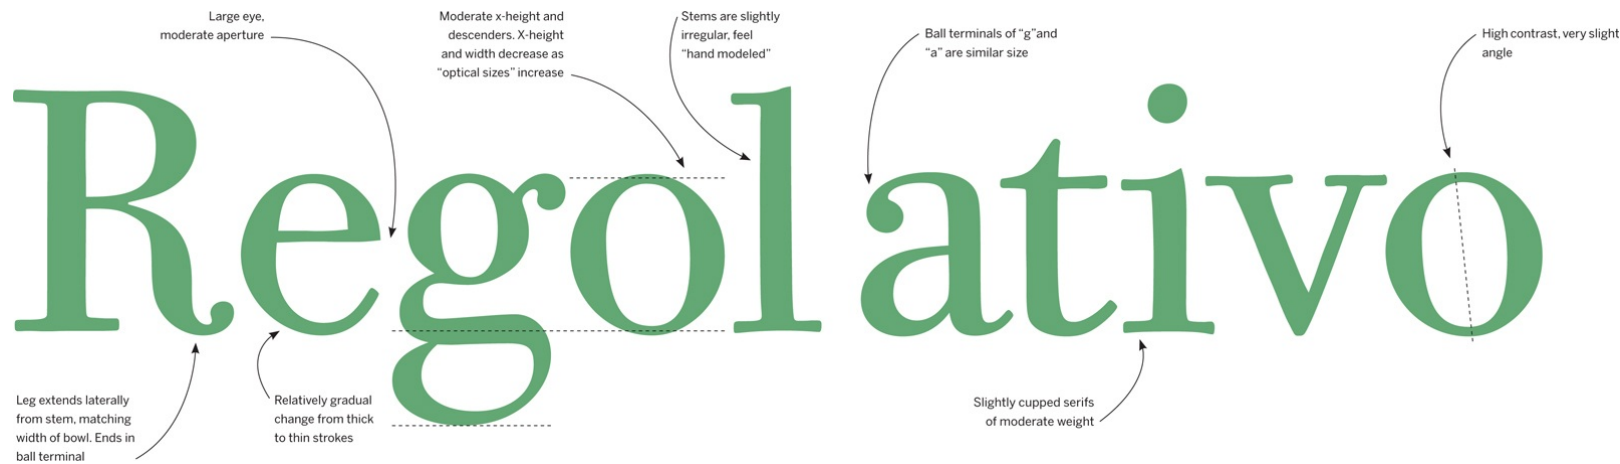 Large eye,
moderate aperture
Moderate x-height and
descenders. X-height
and width decrease as
“optical sizes” increase
Stems are slightly
irregular, feel
“hand modeled”
Ball terminals of “g”and
“a” are similar size
High contrast, very slight
angle
Regolativo
Leg extends laterally
from stem, matching
width of bowl. Ends in
ball terminal
Relatively gradual
change from thick
to thin strokes
Slightly cupped serifs
of moderate weight